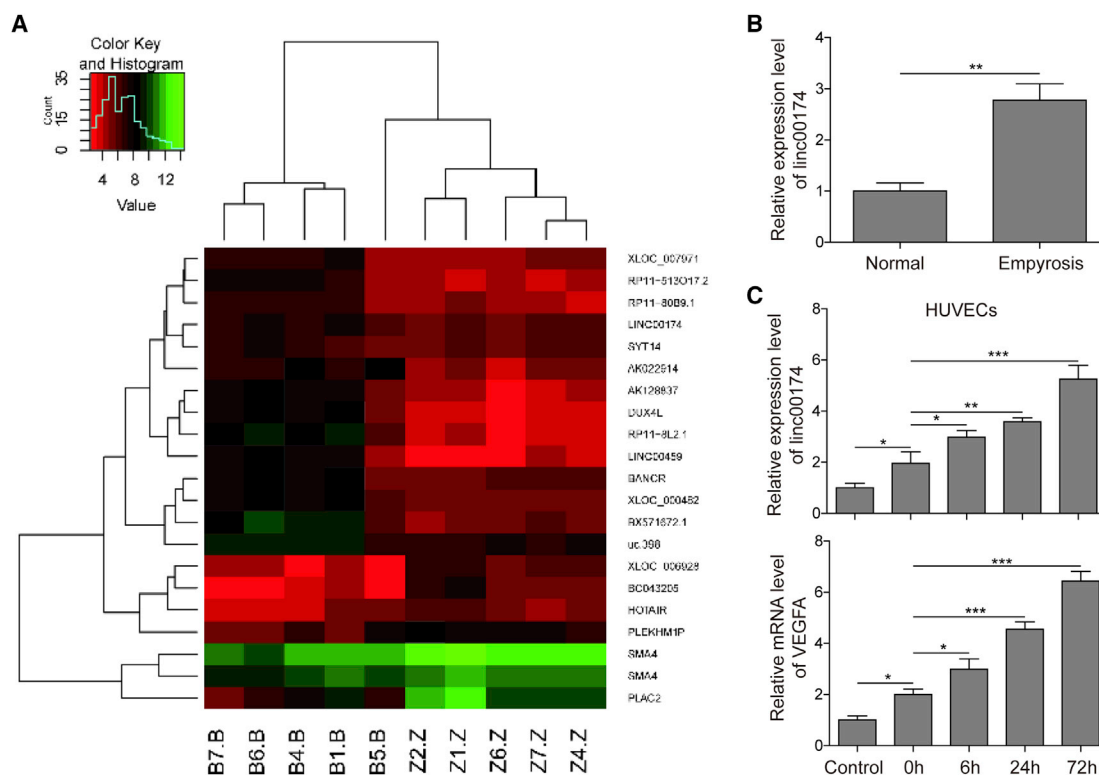 A
Color Key
and Histogram
Count
0 15 35
4 8 12
Value
XLOC_007971
RP11-513O17.2
RP11-80B9.1
LINC00174
SYT14
AK022914
AK128837
DUX4L
RP11-8L2.1
LINC00459
BANCR
XLOC_000482
BX571672.1
uc.398
XLOC_006928
BC043205
HOTAIR
PLEKHM1P
SMA4
SMA4
PLAC2
B7.B B6.B B4.B B1.B B5.B Z2.Z Z1.Z Z6.Z Z7.Z Z4.Z
B
Relative expression level
of linc00174
4
3
2
1
0
**
Normal Empyrosis
C
HUVECs
Relative expression level
of linc00174
8
6
4
2
0
***
**
*
*
Relative mRNA level
of VEGFA
8
6
4
2
0
***
***
*
*
Control 0h 6h 24h 72h